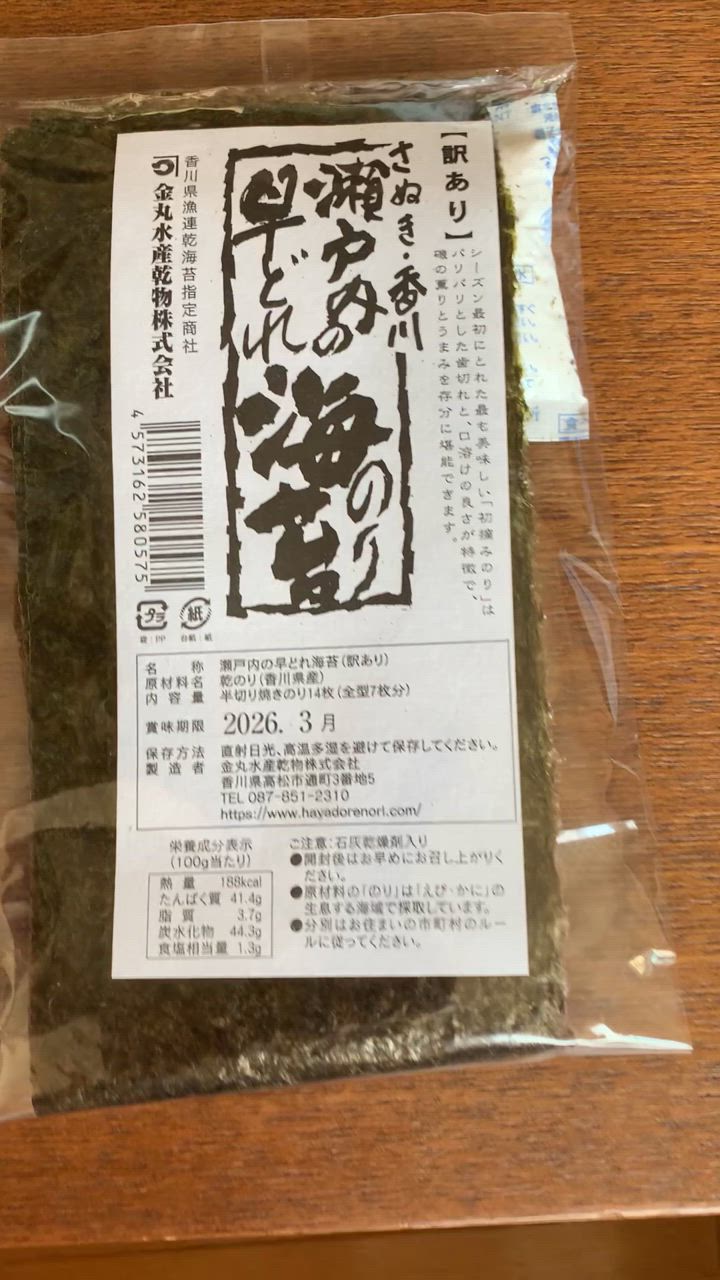 【訳あり】
シーズン最初にとれた最も美味しい「初摘みのり」は
パリパリとした歯切れと、口溶けの良さが特徴で、
磯の薫りとうまみを存分に堪能できます。
さぬき・香川
瀬戸内の
早どれ
海苔
のり
香川県漁連乾海苔指定商社
金丸水産乾物株式会社
4 573162 580575
プラ
袋:PP
紙
台紙:紙
名称 瀬戸内の早どれ海苔(訳あり)
原材料名 乾のり(香川県産)
内容量 半切り焼きのり14枚(全型7枚分)
賞味期限 2026. 3月
保存方法 直射日光、高温多湿を避けて保存してください。
製造者 金丸水産乾物株式会社
香川県高松市通町3番地5
TEL 087-851-2310
https://www.hayadorenori.com/
栄養成分表示
(100g当たり)
熱量 188kcal
たんぱく質 41.4g
脂質 3.7g
炭水化物 44.3g
食塩相当量 1.3g
ご注意:石灰乾燥剤入り
●開封後はお早めにお召し上がりく
ださい。
●原材料の「のり」は「えび・かに」の
生息する海域で採取しています。
●分別はお住まいの市町村のルー
ルに従ってください。